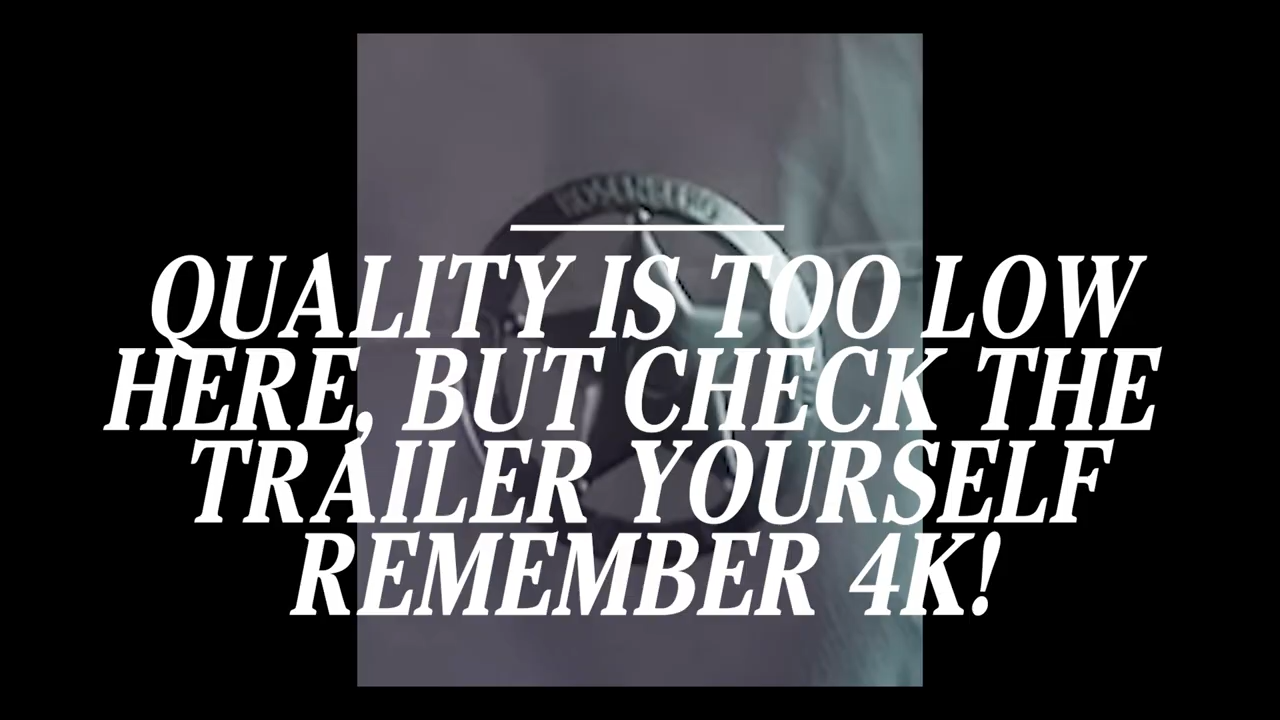 QUALITY IS TOO LOW
HERE, BUT CHECK THE
TRAILER YOURSELF
REMEMBER 4K!